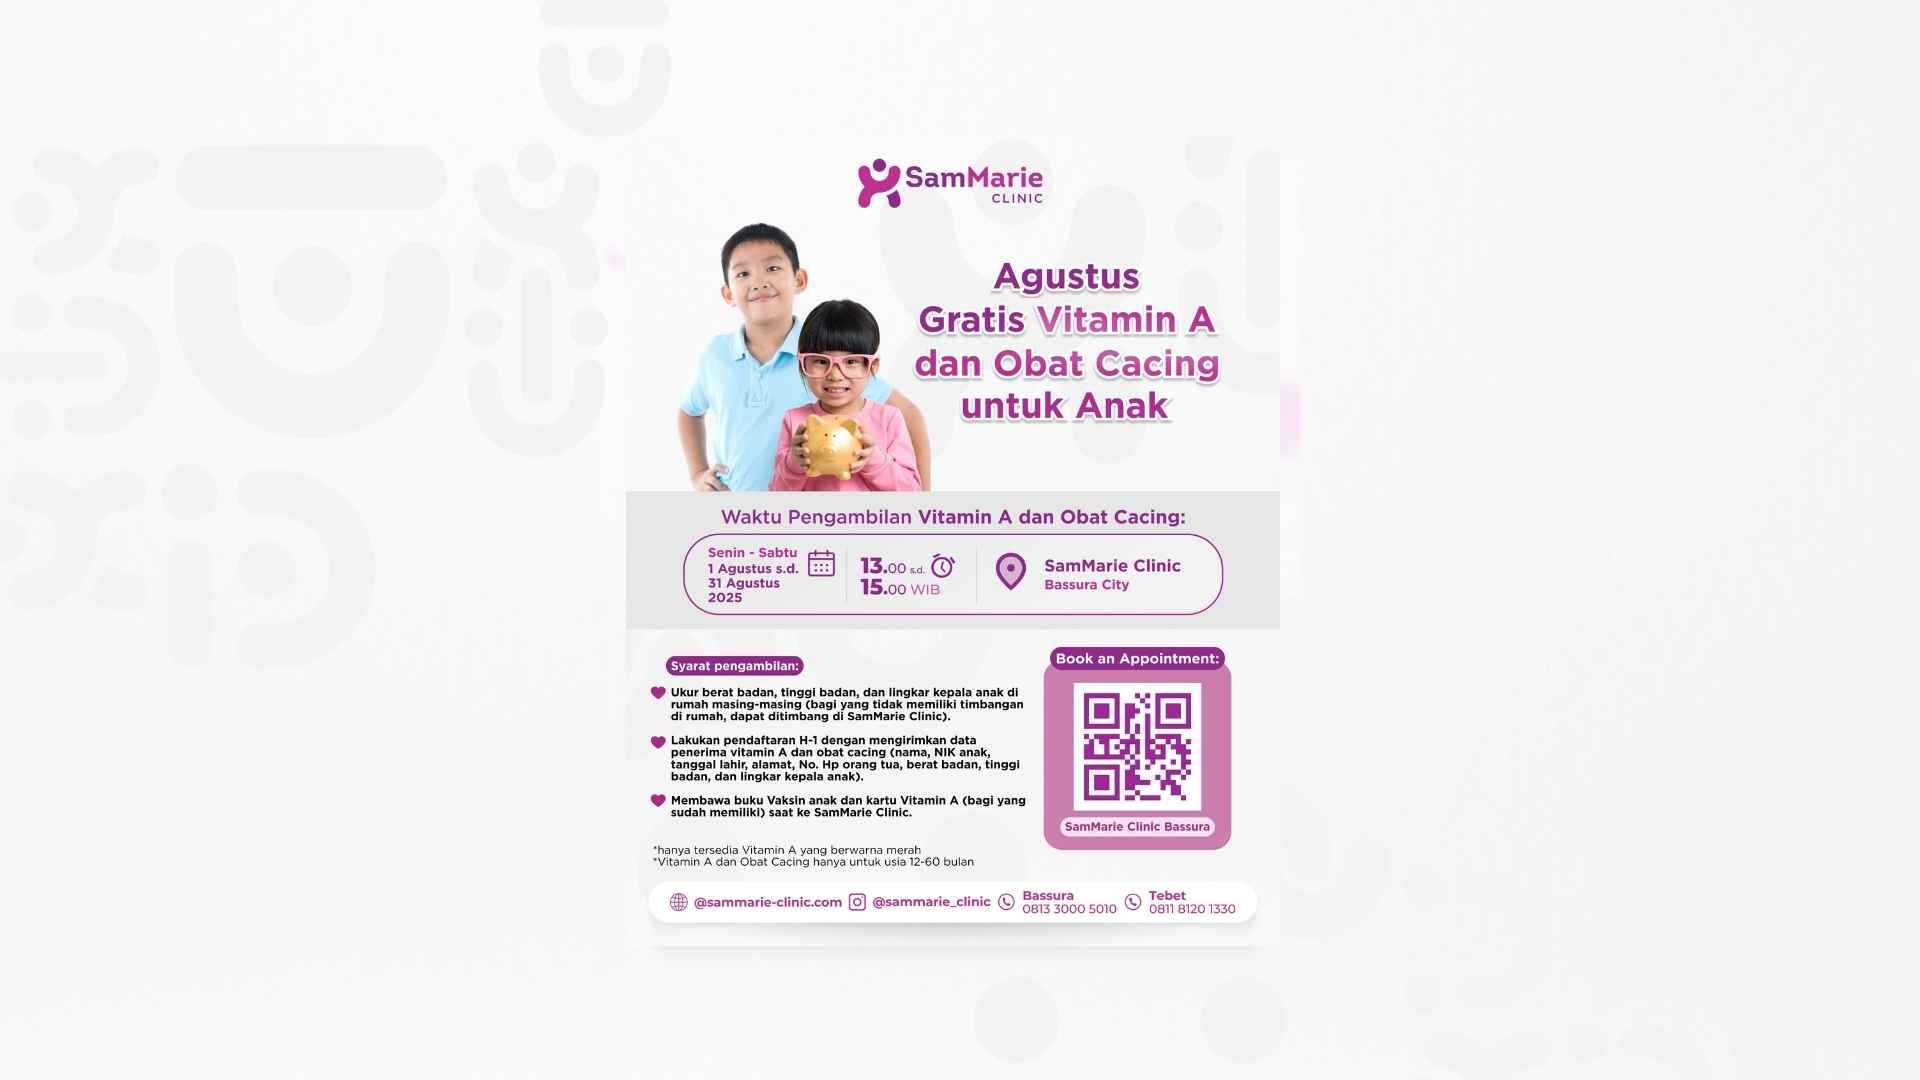 SamMarie
CLINIC
Agustus
Gratis Vitamin A
dan Obat Cacing
untuk Anak
Waktu Pengambilan Vitamin A dan Obat Cacing:
Senin - Sabtu
1 Agustus s.d.
31 Agustus
2025
13.00 s.d.
15.00 WIB
SamMarie Clinic
Bassura City
Syarat pengambilan:
Ukur berat badan, tinggi badan, dan lingkar kepala anak di
rumah masing-masing (bagi yang tidak memiliki timbangan
di rumah, dapat ditimbang di SamMarie Clinic).
Lakukan pendaftaran H-1 dengan mengirimkan data
penerima vitamin A dan obat cacing (nama, NIK anak,
tanggal lahir, alamat, No. Hp orang tua, berat badan, tinggi
badan, dan lingkar kepala anak).
Membawa buku Vaksin anak dan kartu Vitamin A (bagi yang
sudah memiliki) saat ke SamMarie Clinic.
*hanya tersedia Vitamin A yang berwarna merah
*Vitamin A dan Obat Cacing hanya untuk usia 12-60 bulan
Book an Appointment:
SamMarie Clinic Bassura
@sammarie-clinic.com
@sammarie_clinic
Bassura
0813 3000 5010
Tebet
0811 8120 1330